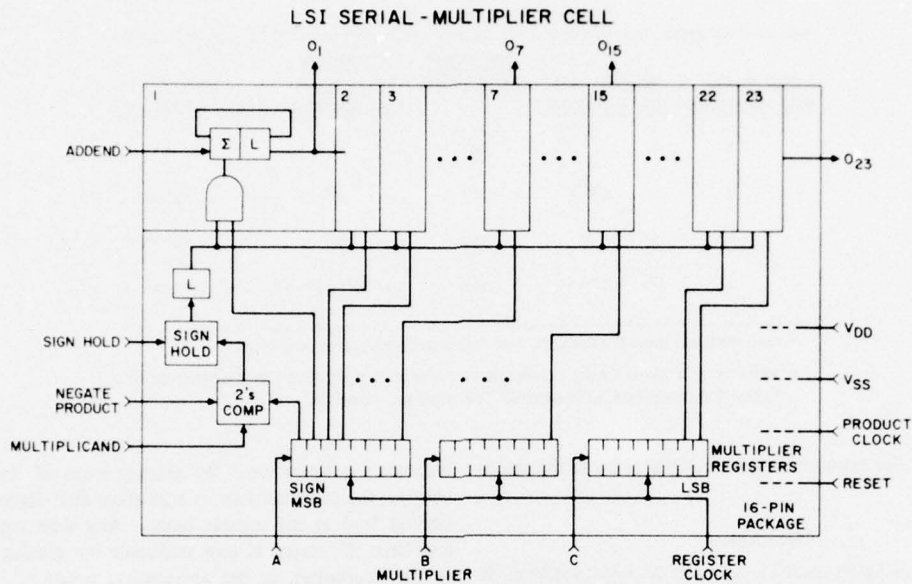 LSI SERIAL-MULTIPLIER CELL
O1 O7 O15
1 2 3 7 15 22 23
ADDEND Σ L ... ... ... O23
L
SIGN HOLD SIGN HOLD VDD
NEGATE PRODUCT 2's COMP ... ... VSS
MULTIPLICAND PRODUCT CLOCK
SIGN MSB LSB MULTIPLIER REGISTERS RESET
16-PIN PACKAGE
A B C REGISTER CLOCK
MULTIPLIER